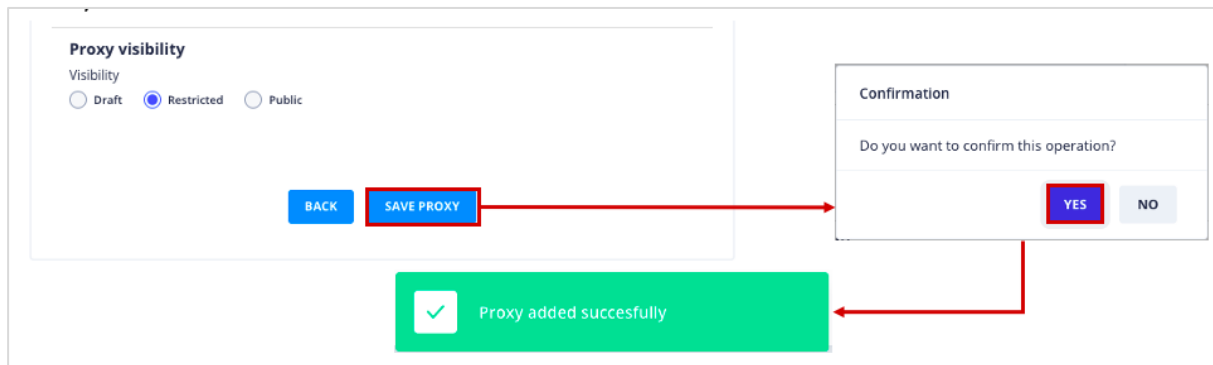 Proxy visibility
Visibility
Draft Restricted Public
BACK SAVE PROXY
Confirmation
Do you want to confirm this operation?
YES NO
Proxy added succesfully